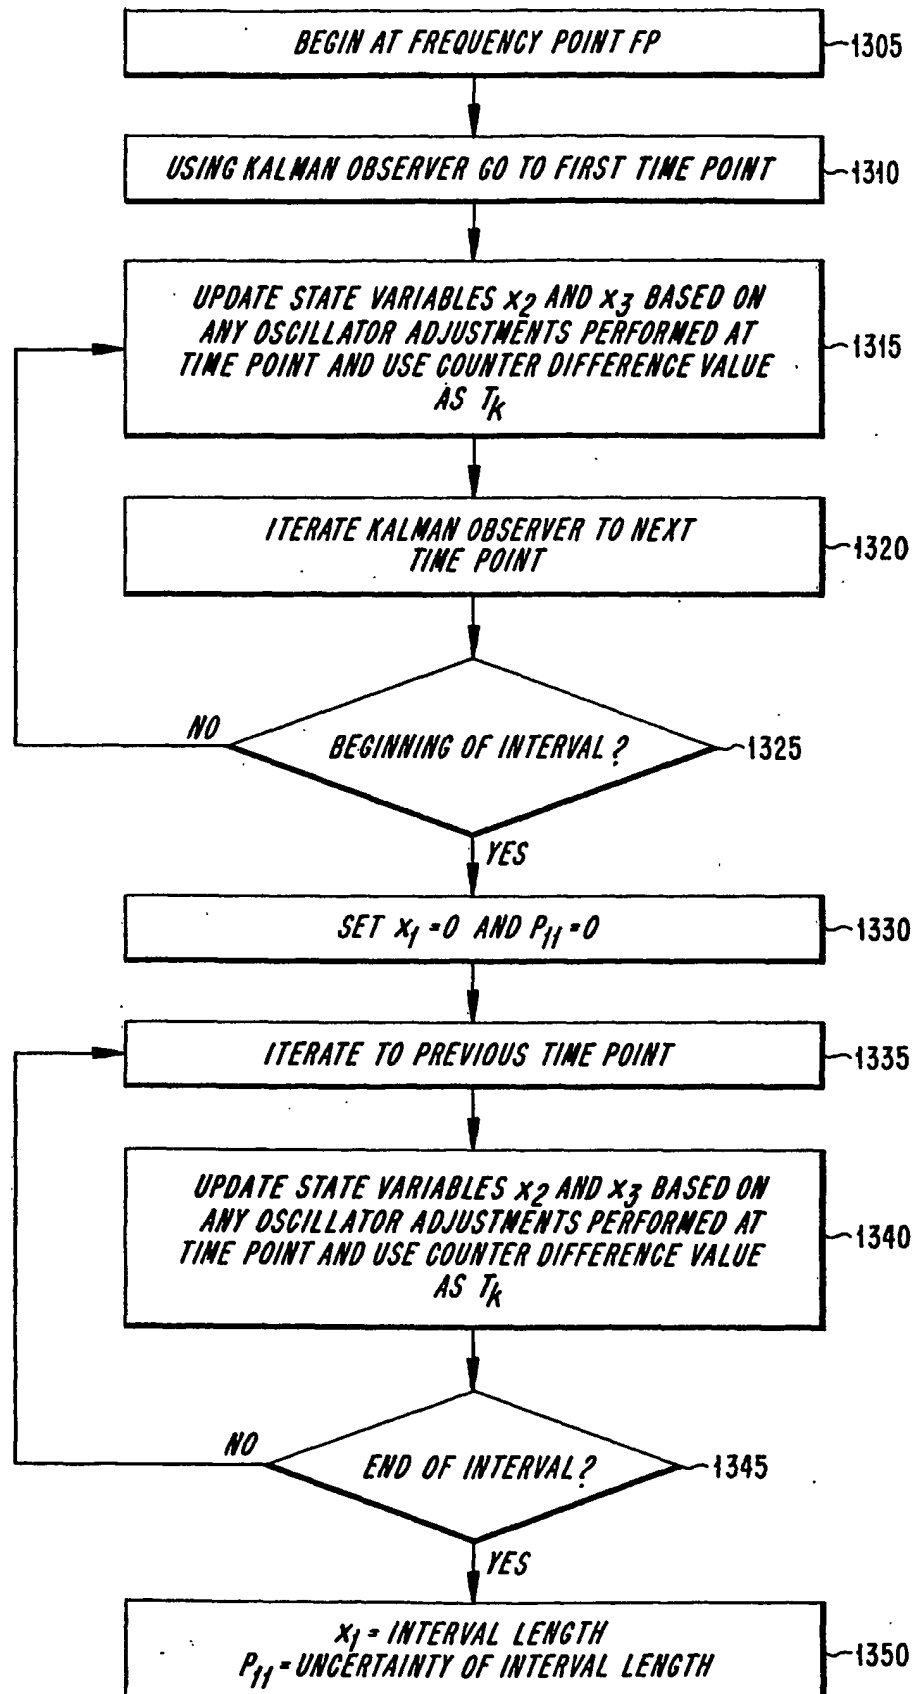 BEGIN AT FREQUENCY POINT FP
1305
USING KALMAN OBSERVER GO TO FIRST TIME POINT
1310
UPDATE STATE VARIABLES x2 AND x3 BASED ON
ANY OSCILLATOR ADJUSTMENTS PERFORMED AT
TIME POINT AND USE COUNTER DIFFERENCE VALUE
AS Tk
1315
ITERATE KALMAN OBSERVER TO NEXT
TIME POINT
1320
NO
BEGINNING OF INTERVAL?
1325
YES
SET x1=0 AND P11=0
1330
ITERATE TO PREVIOUS TIME POINT
1335
UPDATE STATE VARIABLES x2 AND x3 BASED ON
ANY OSCILLATOR ADJUSTMENTS PERFORMED AT
TIME POINT AND USE COUNTER DIFFERENCE VALUE
AS Tk
1340
NO
END OF INTERVAL?
1345
YES
x1= INTERVAL LENGTH
P11= UNCERTAINTY OF INTERVAL LENGTH
1350